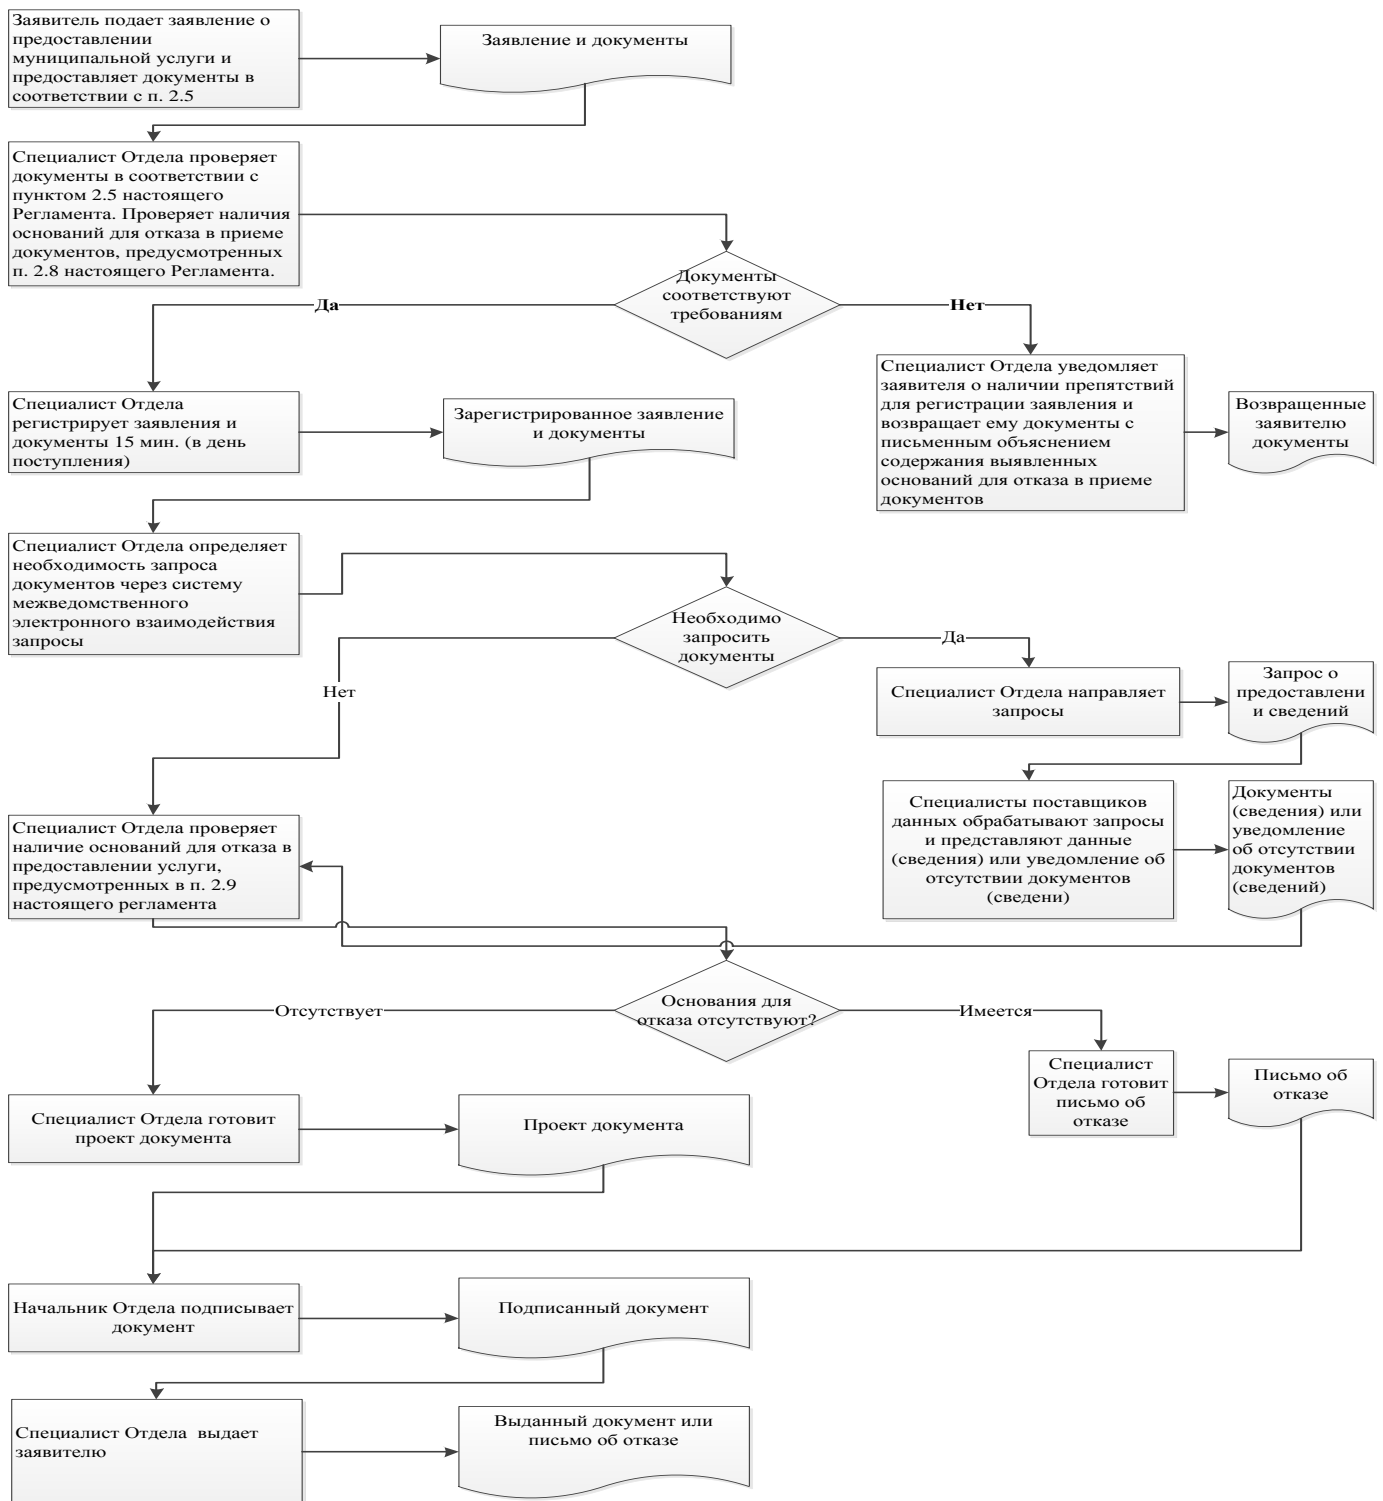 Заявитель подает заявление о
предоставлении
муниципальной услуги и
предоставляет документы в
соответствии с п. 2.5
Заявление и документы
Специалист Отдела проверяет
документы в соответствии с
пунктом 2.5 настоящего
Регламента. Проверяет наличия
оснований для отказа в приеме
документов, предусмотренных
п. 2.8 настоящего Регламента.
Документы
соответствуют
требованиям
Да
Нет
Специалист Отдела
регистрирует заявления и
документы 15 мин. (в день
поступления)
Зарегистрированное заявление
и документы
Специалист Отдела уведомляет
заявителя о наличии препятствий
для регистрации заявления и
возвращает ему документы с
письменным объяснением
содержания выявленных
оснований для отказа в приеме
документов
Возвращенные
заявителю
документы
Специалист Отдела определяет
необходимость запроса
документов через систему
межведомственного
электронного взаимодействия
запросы
Необходимо
запросить
документы
Да
Нет
Специалист Отдела направляет
запросы
Запрос о
предоставлени
и сведений
Специалисты поставщиков
данных обрабатывают запросы
и представляют данные
(сведения) или уведомление об
отсутствии документов
(сведени)
Документы
(сведения) или
уведомление
об отсутствии
документов
(сведений)
Специалист Отдела проверяет
наличие оснований для отказа в
предоставлении услуги,
предусмотренных в п. 2.9
настоящего регламента
Основания для
отказа отсутствуют?
Отсутствует
Имеется
Специалист
Отдела готовит
письмо об
отказе
Письмо об
отказе
Специалист Отдела готовит
проект документа
Проект документа
Начальник Отдела подписывает
документ
Подписанный документ
Специалист Отдела  выдает
заявителю
Выданный документ или
письмо об отказе